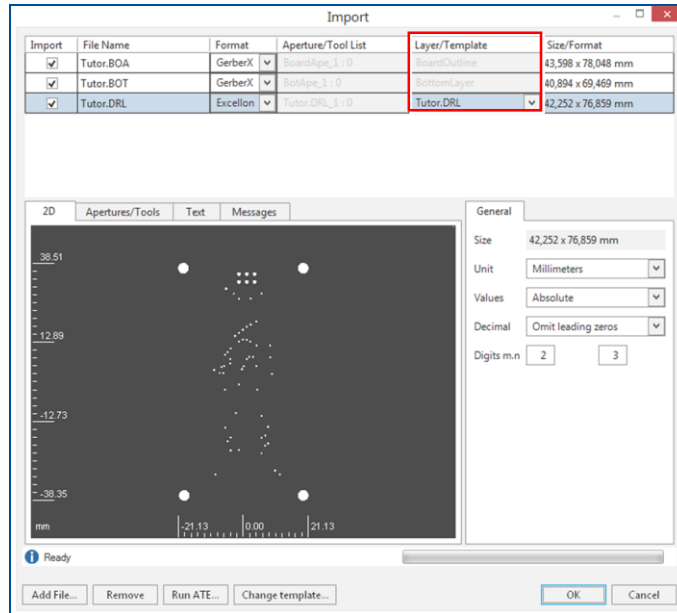 Import
Import File Name Format Aperture/Tool List Layer/Template Size/Format
Tutor.BOA GerberX BoardApe_1 : 0 BoardOutline 43,598 x 78,048 mm
Tutor.BOT GerberX BotApe_1 : 0 BottomLayer 40,894 x 69,469 mm
Tutor.DRL Excellon Tutor.DRL_1 : 0 Tutor.DRL 42,252 x 76,859 mm
2D Apertures/Tools Text Messages
General
Size 42,252 x 76,859 mm
Unit Millimeters
Values Absolute
Decimal Omit leading zeros
Digits m.n 2 3
38.51
12.89
-12.73
-38.35
mm -21.13 0.00 21.13
Ready
Add File... Remove Run ATE... Change template... OK Cancel